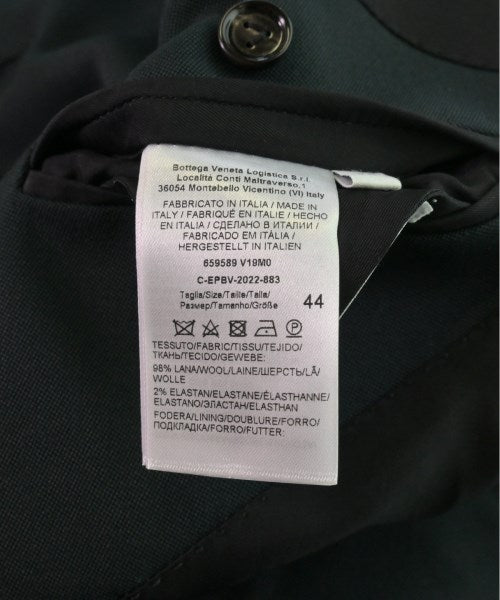 Bottega Veneta Logistica S.r.l.
Località Conti Maltraverso,1
36054 Montebello Vicentino (VI) Italy
FABBRICATO IN ITALIA / MADE IN
ITALY / FABRIQUÉ EN ITALIE / HECHO
EN ITALIA / СДЕЛАНО В ИТАЛИИ /
FABRICADO EM ITÁLIA /
HERGESTELLT IN ITALIEN
659589 V19M0
C-EPBV-2022-883
Taglia/Size/Taille/Talla/
Размер/Tamanho/Größe 44
P
TESSUTO/FABRIC/TISSU/TEJIDO/
ТКАНЬ/TECIDO/GEWEBE:
98% LANA/WOOL/LAINE/ШЕРСТЬ/LÃ/
WOLLE
2% ELASTAN/ELASTANE/ÉLASTHANNE/
ELASTANO/ЭЛАСТАН/ELASTHAN
FODERA/LINING/DOUBLURE/FORRO/
ПОДКЛАДКА/FORRO/FUTTER: